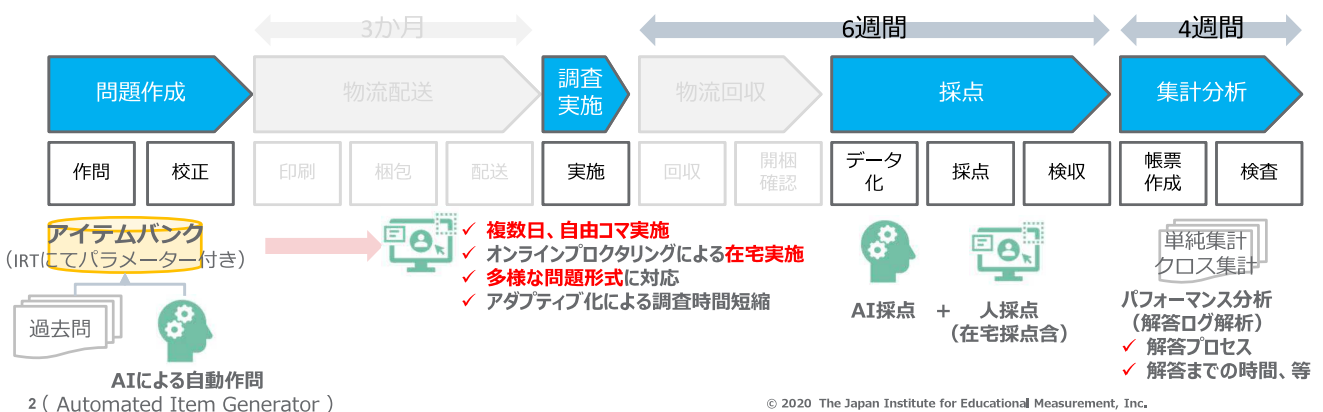 3か月
6週間
4週間
問題作成
物流配送
調査
実施
物流回収
採点
集計分析
作問
校正
印刷
梱包
配送
実施
回収
開梱
確認
データ
化
採点
検収
帳票
作成
検査
アイテムバンク
(IRTにてパラメーター付き)
過去問
AIによる自動作問
( Automated Item Generator )
✓ 複数日、自由コマ実施
✓ オンラインプロクタリングによる在宅実施
✓ 多様な問題形式に対応
✓ アダプティブ化による調査時間短縮
AI採点 + 人採点
(在宅採点含)
単純集計
クロス集計
パフォーマンス分析
(解答ログ解析)
✓ 解答プロセス
✓ 解答までの時間、等
2
© 2020 The Japan Institute for Educational Measurement, Inc.